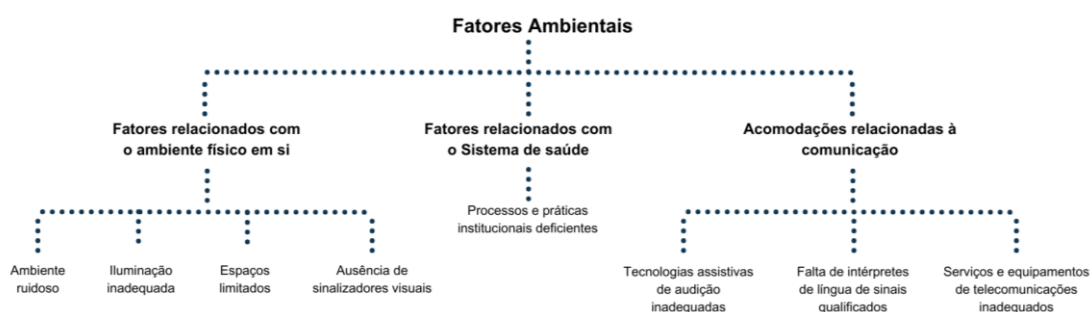 Fatores Ambientais
Fatores relacionados com
o ambiente físico em si
Fatores relacionados com
o Sistema de saúde
Acomodações relacionadas à
comunicação
Processos e práticas
institucionais deficientes
Ambiente
ruidoso
Iluminação
inadequada
Espaços
limitados
Ausência de
sinalizadores visuais
Tecnologias assistivas
de audição
inadequadas
Falta de intérpretes
de língua de sinais
qualificados
Serviços e equipamentos
de telecomunicações
inadequados